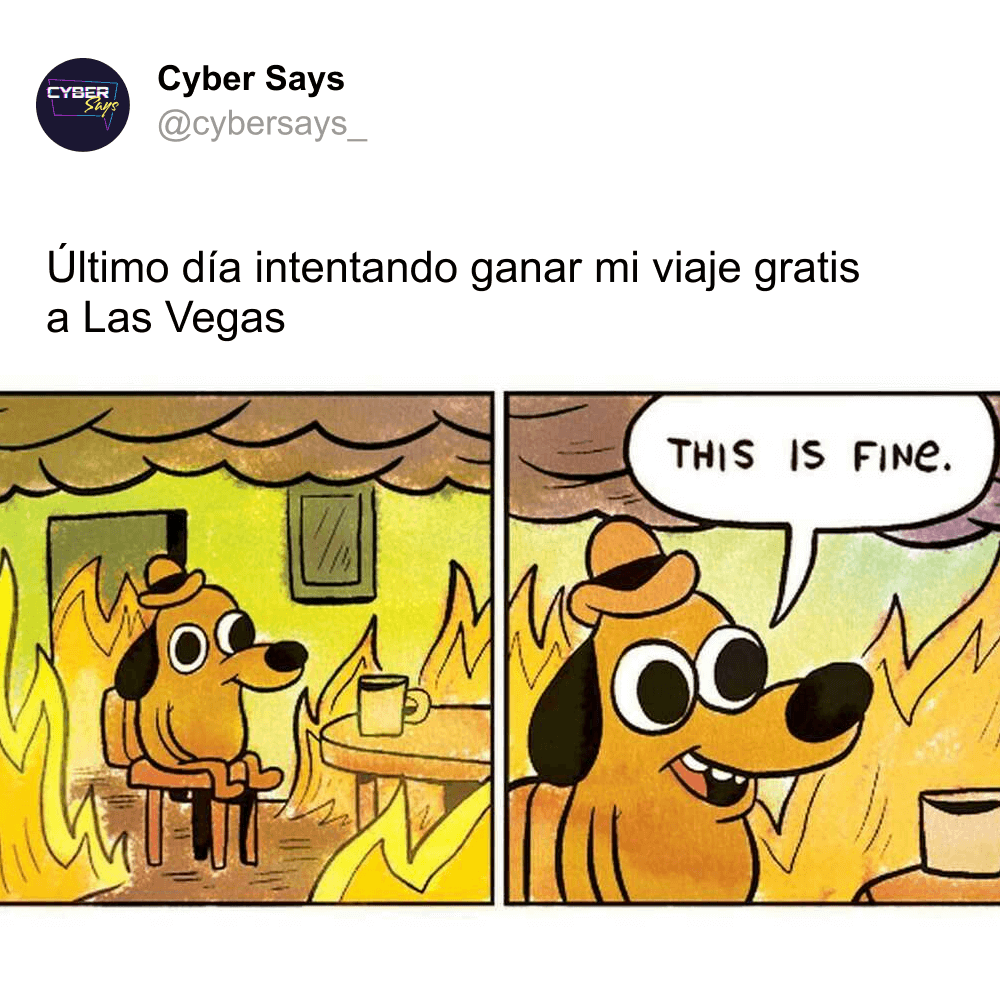 CYBER
Says
Cyber Says
@cybersays_
Último día intentando ganar mi viaje gratis
a Las Vegas
THIS IS FINe.